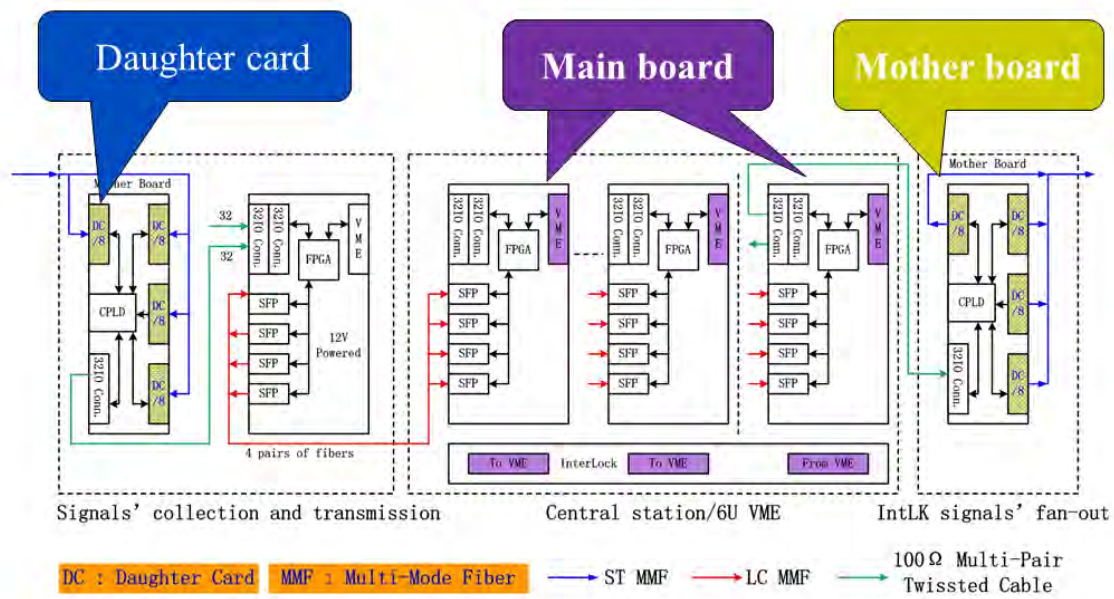 Daughter card
Main board
Mother board
Mother Board
DC
/8
DC
/8
CPLD
DC
/8
32IO Conn.
DC
/8
32
32
32IO Conn.
32IO Conn.
VME
FPGA
SFP
SFP
SFP
SFP
12V
Powered
4 pairs of fibers
32IO Conn.
32IO Conn.
VME
FPGA
SFP
SFP
SFP
SFP
32IO Conn.
32IO Conn.
VME
FPGA
SFP
SFP
SFP
SFP
32IO Conn.
32IO Conn.
VME
FPGA
SFP
SFP
SFP
SFP
To VME
InterLock
To VME
From VME
Mother Board
DC
/8
DC
/8
CPLD
DC
/8
32IO Conn.
DC
/8
Signals' collection and transmission
Central station/6U VME
IntLK signals' fan-out
DC : Daughter Card
MMF : Multi-Mode Fiber
ST MMF
LC MMF
100Ω Multi-Pair
Twissted Cable